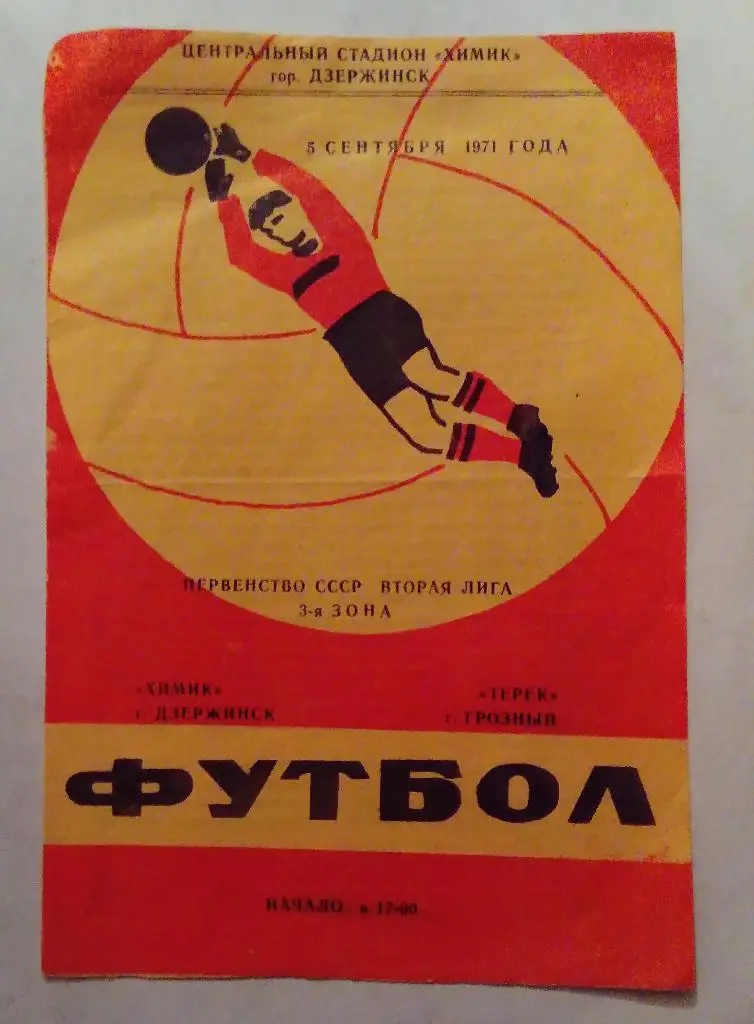 ЦЕНТРАЛЬНЫЙ СТАДИОН «ХИМИК»
гор. ДЗЕРЖИНСК
5 СЕНТЯБРЯ 1971 ГОДА
ПЕРВЕНСТВО СССР ВТОРАЯ ЛИГА
3-я ЗОНА
«ХИМИК»
г. ДЗЕРЖИНСК
«ТЕРЕК»
г. ГРОЗНЫЙ
ФУТБОЛ
НАЧАЛО в 17-00